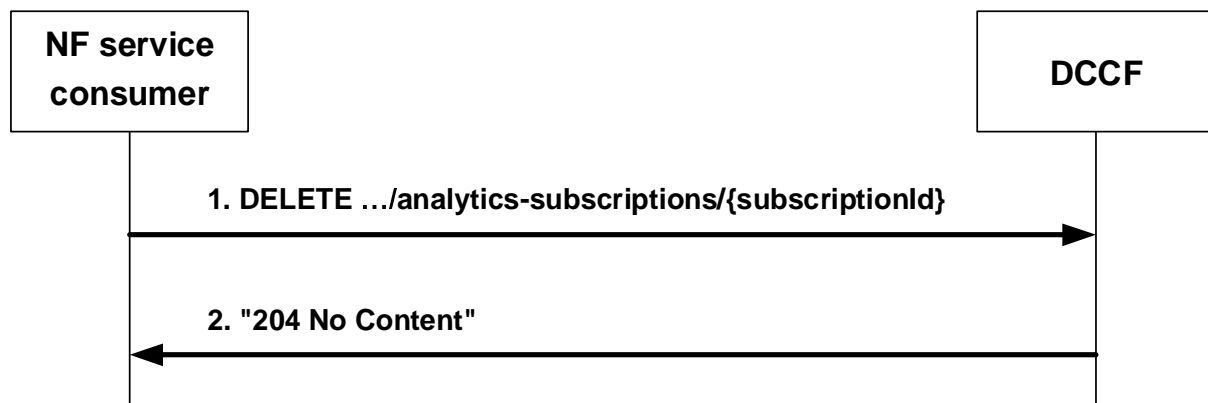 NF service
consumer
DCCF
1. DELETE …/analytics-subscriptions/{subscriptionId}
2. "204 No Content"